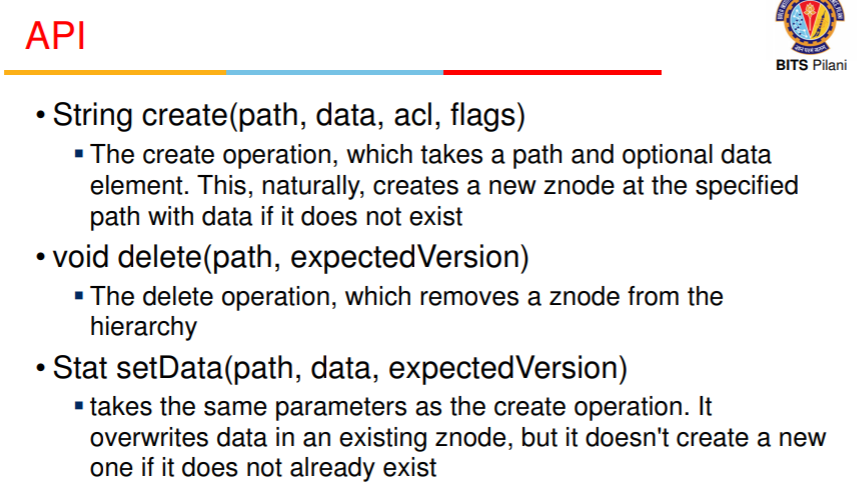 API
BITS Pilani
• String create(path, data, acl, flags)
▪ The create operation, which takes a path and optional data
element. This, naturally, creates a new znode at the specified
path with data if it does not exist
• void delete(path, expectedVersion)
▪ The delete operation, which removes a znode from the
hierarchy
• Stat setData(path, data, expectedVersion)
▪ takes the same parameters as the create operation. It
overwrites data in an existing znode, but it doesn't create a new
one if it does not already exist